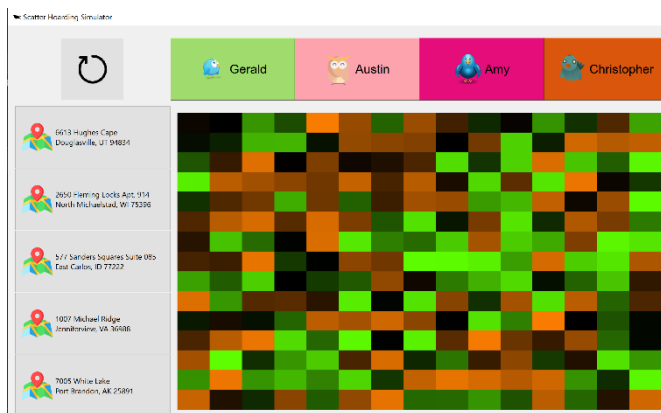 Scatter Hoarding Simulator
Gerald
Austin
Amy
Christopher
6613 Hughes Cape
Douglasville, UT 94834
2650 Fleming Locks Apt. 914
North Michaelstad, WI 75396
577 Sanders Squares Suite 085
East Carlos, ID 77222
1007 Michael Ridge
Jenniferview, VA 36988
7005 White Lake
Port Brandon, AK 25891